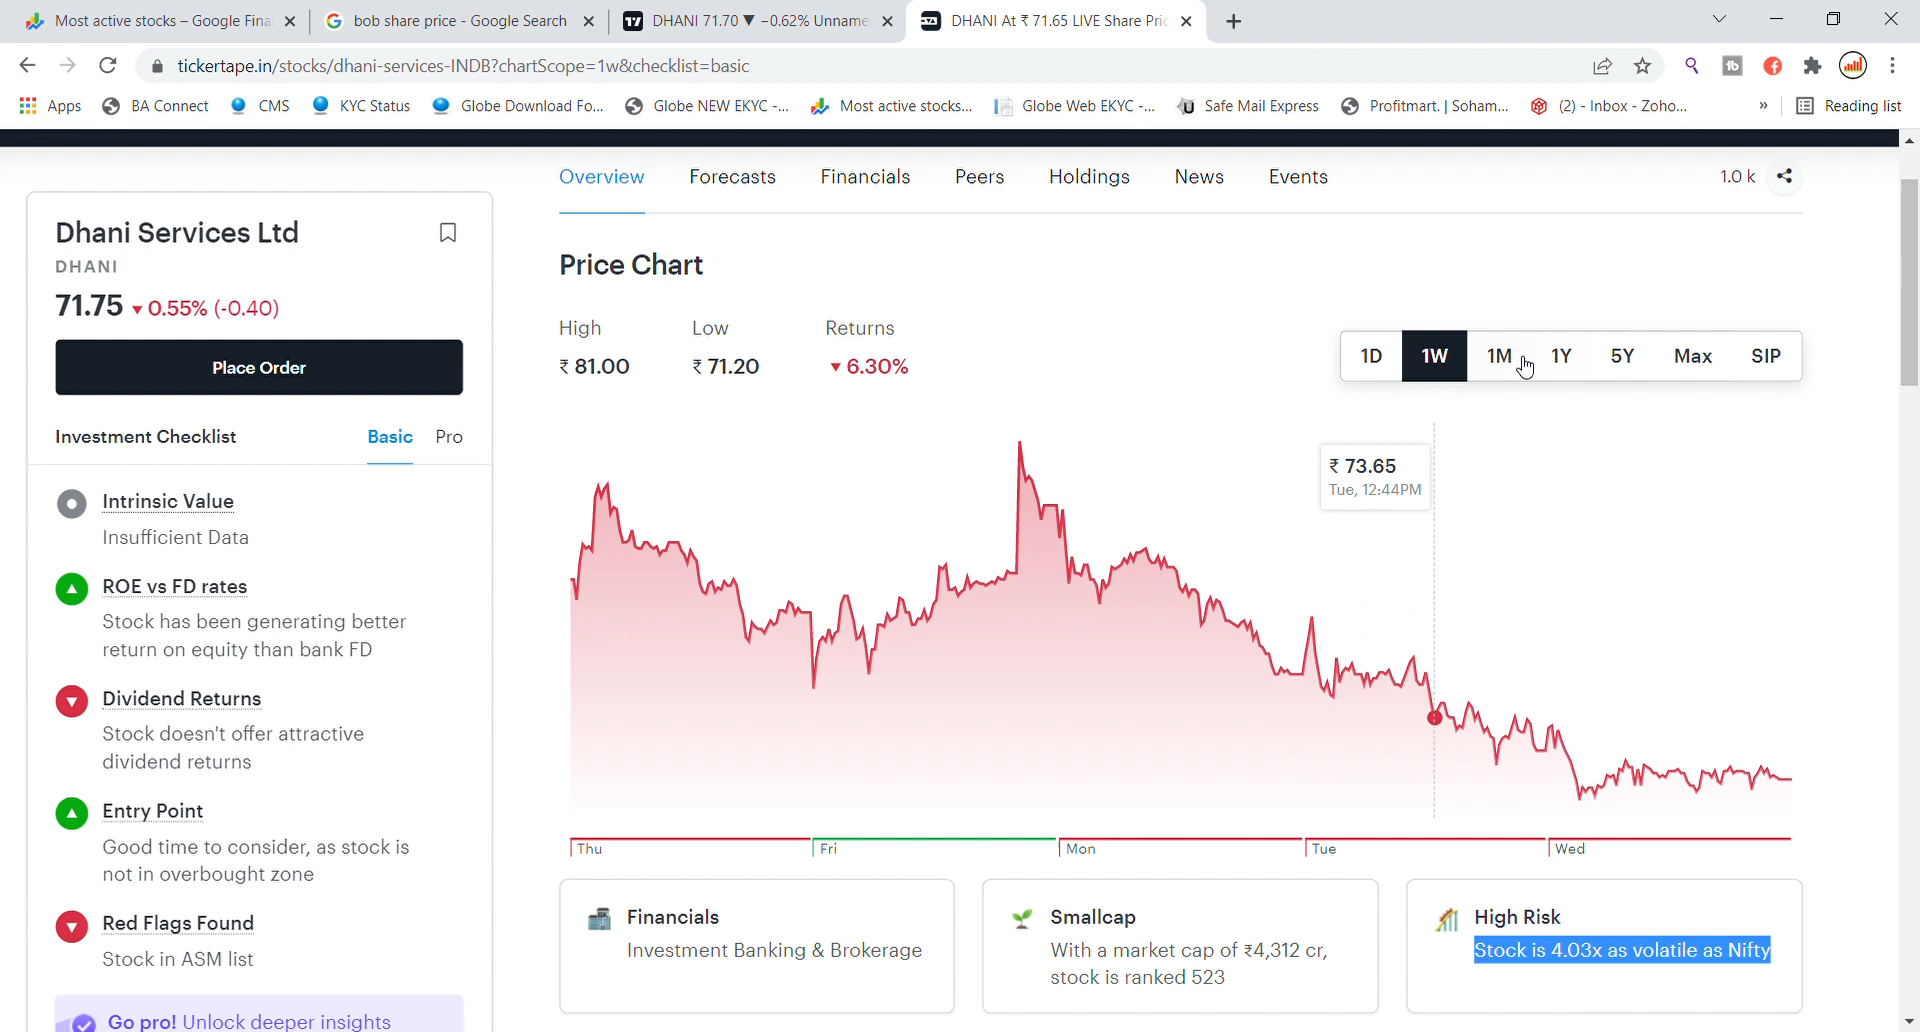 Most active stocks – Google Fina
bob share price - Google Search
DHANI 71.70 ▼ −0.62% Unname
DHANI At ₹ 71.65 LIVE Share Pric
tickertape.in/stocks/dhani-services-INDB?chartScope=1w&checklist=basic
Apps
BA Connect
CMS
KYC Status
Globe Download Fo...
Globe NEW EKYC -...
Most active stocks...
Globe Web EKYC -...
Safe Mail Express
Profitmart. | Soham...
(2) - Inbox - Zoho...
»
Reading list
Overview
Forecasts
Financials
Peers
Holdings
News
Events
1.0 k
Dhani Services Ltd
DHANI
71.75 ▼ 0.55% (-0.40)
Place Order
Investment Checklist
Basic
Pro
Intrinsic Value
Insufficient Data
ROE vs FD rates
Stock has been generating better
return on equity than bank FD
Dividend Returns
Stock doesn't offer attractive
dividend returns
Entry Point
Good time to consider, as stock is
not in overbought zone
Red Flags Found
Stock in ASM list
Go pro! Unlock deeper insights
Price Chart
High
Low
Returns
₹ 81.00
₹ 71.20
▼ 6.30%
1D
1W
1M
1Y
5Y
Max
SIP
₹ 73.65
Tue, 12:44PM
Thu
Fri
Mon
Tue
Wed
Financials
Investment Banking & Brokerage
Smallcap
With a market cap of ₹4,312 cr,
stock is ranked 523
High Risk
Stock is 4.03x as volatile as Nifty